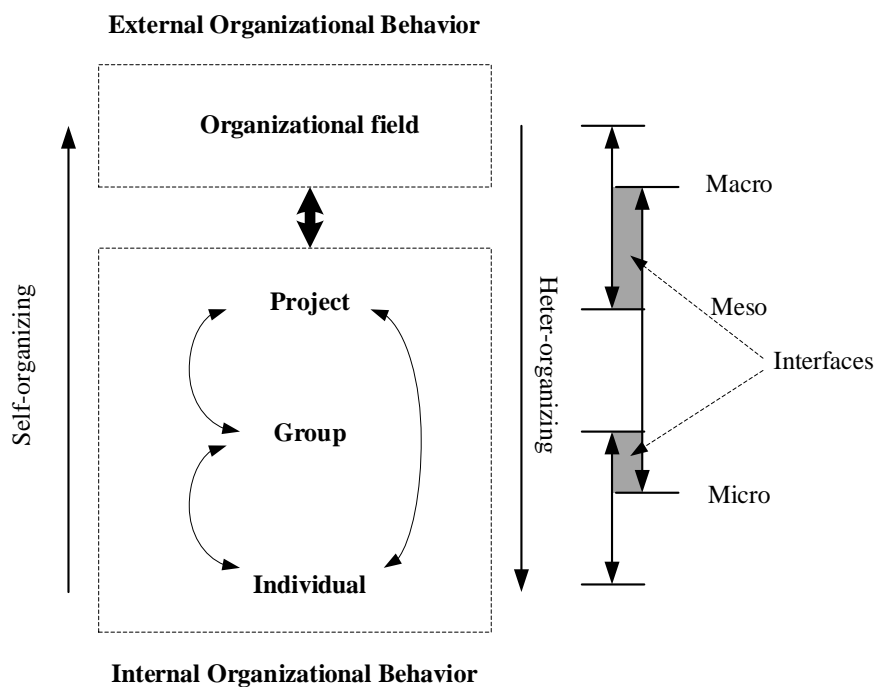 External Organizational Behavior
Organizational field
Macro
Self-organizing
Heter-organizing
Project
Meso
Interfaces
Group
Micro
Individual
Internal Organizational Behavior